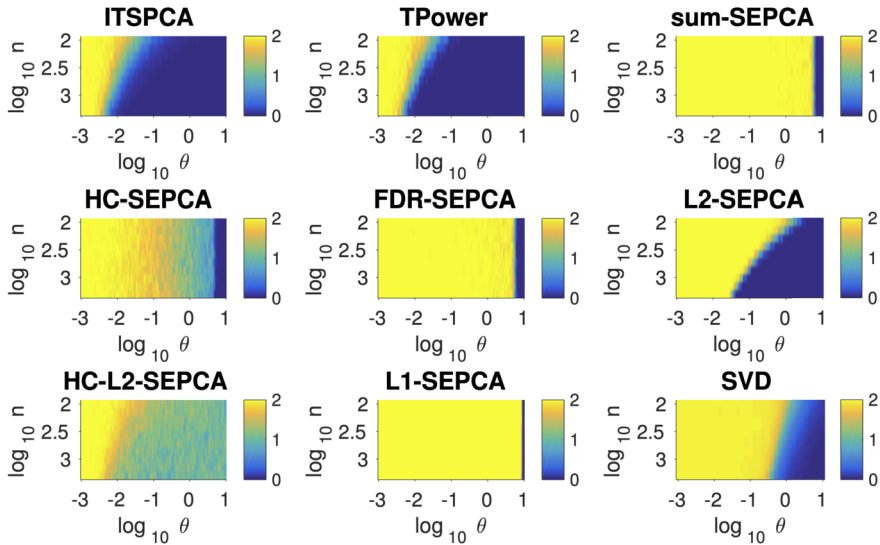 ITSPCA
TPower
sum-SEPCA
log 10 n
2
2.5
3
2
1
0
-3 -2 -1 0 1
log 10 θ
log 10 n
2
2.5
3
2
1
0
-3 -2 -1 0 1
log 10 θ
log 10 n
2
2.5
3
2
1
0
-3 -2 -1 0 1
log 10 θ
HC-SEPCA
FDR-SEPCA
L2-SEPCA
log 10 n
2
2.5
3
2
1
0
-3 -2 -1 0 1
log 10 θ
log 10 n
2
2.5
3
2
1
0
-3 -2 -1 0 1
log 10 θ
log 10 n
2
2.5
3
2
1
0
-3 -2 -1 0 1
log 10 θ
HC-L2-SEPCA
L1-SEPCA
SVD
log 10 n
2
2.5
3
2
1
0
-3 -2 -1 0 1
log 10 θ
log 10 n
2
2.5
3
2
1
0
-3 -2 -1 0 1
log 10 θ
log 10 n
2
2.5
3
2
1
0
-3 -2 -1 0 1
log 10 θ